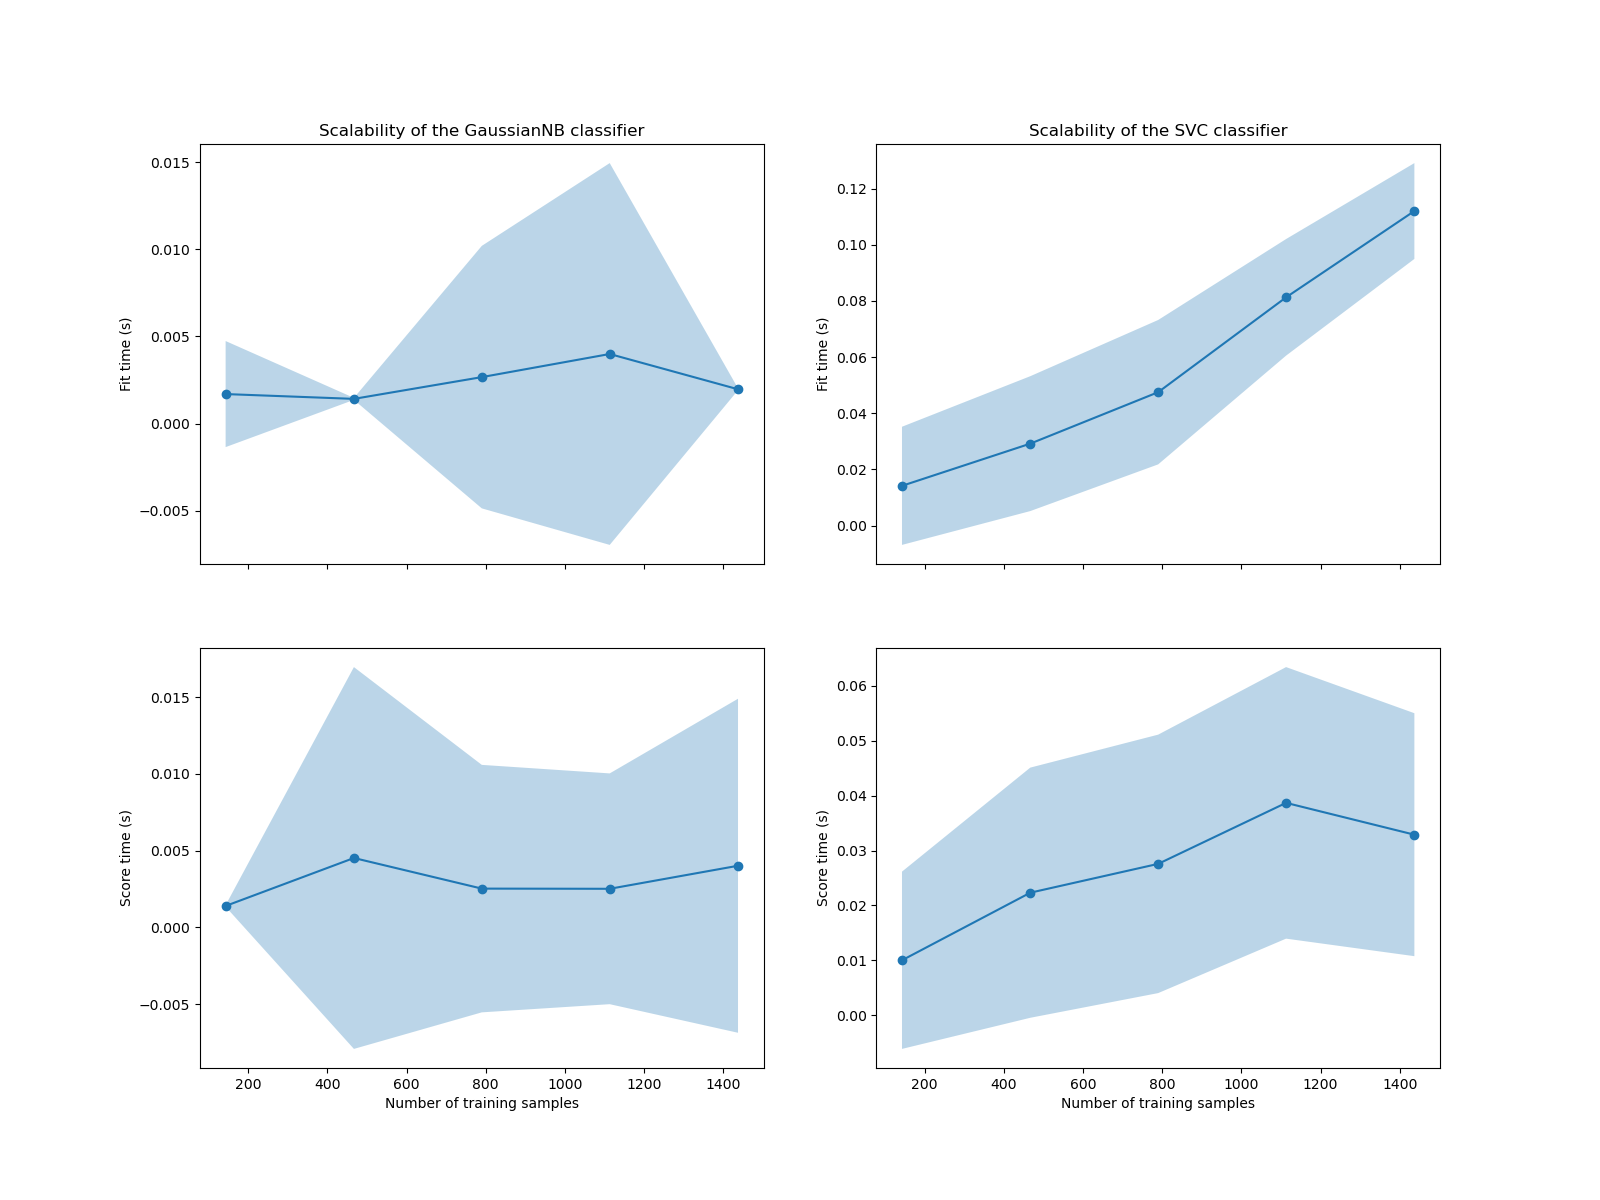 Scalability of the GaussianNB classifier
0.015
0.010
0.005
0.000
−0.005
Fit time (s)
Scalability of the SVC classifier
0.12
0.10
0.08
0.06
0.04
0.02
0.00
Fit time (s)
0.015
0.010
0.005
0.000
−0.005
Score time (s)
200 400 600 800 1000 1200 1400
Number of training samples
0.06
0.05
0.04
0.03
0.02
0.01
0.00
Score time (s)
200 400 600 800 1000 1200 1400
Number of training samples